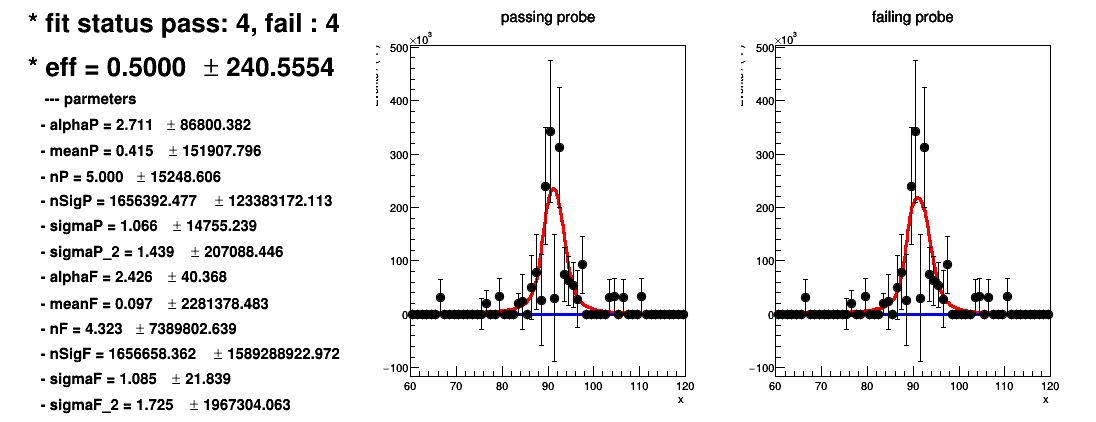 * fit status pass: 4, fail : 4
* eff = 0.5000 ± 240.5554
--- parmeters
- alphaP = 2.711 ± 86800.382
- meanP = 0.415 ± 151907.796
- nP = 5.000 ± 15248.606
- nSigP = 1656392.477 ± 123383172.113
- sigmaP = 1.066 ± 14755.239
- sigmaP_2 = 1.439 ± 207088.446
- alphaF = 2.426 ± 40.368
- meanF = 0.097 ± 2281378.483
- nF = 4.323 ± 7389802.639
- nSigF = 1656658.362 ± 1589288922.972
- sigmaF = 1.085 ± 21.839
- sigmaF_2 = 1.725 ± 1967304.063
passing probe
×10³
500
400
300
200
100
0
−100
60 70 80 90 100 110 120
x
failing probe
×10³
500
400
300
200
100
0
−100
60 70 80 90 100 110 120
x